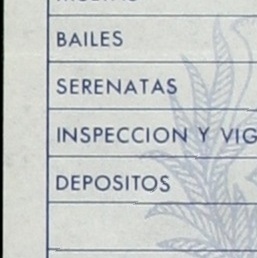 BAILES
SERENATAS
INSPECCION Y VIG
DEPOSITOS